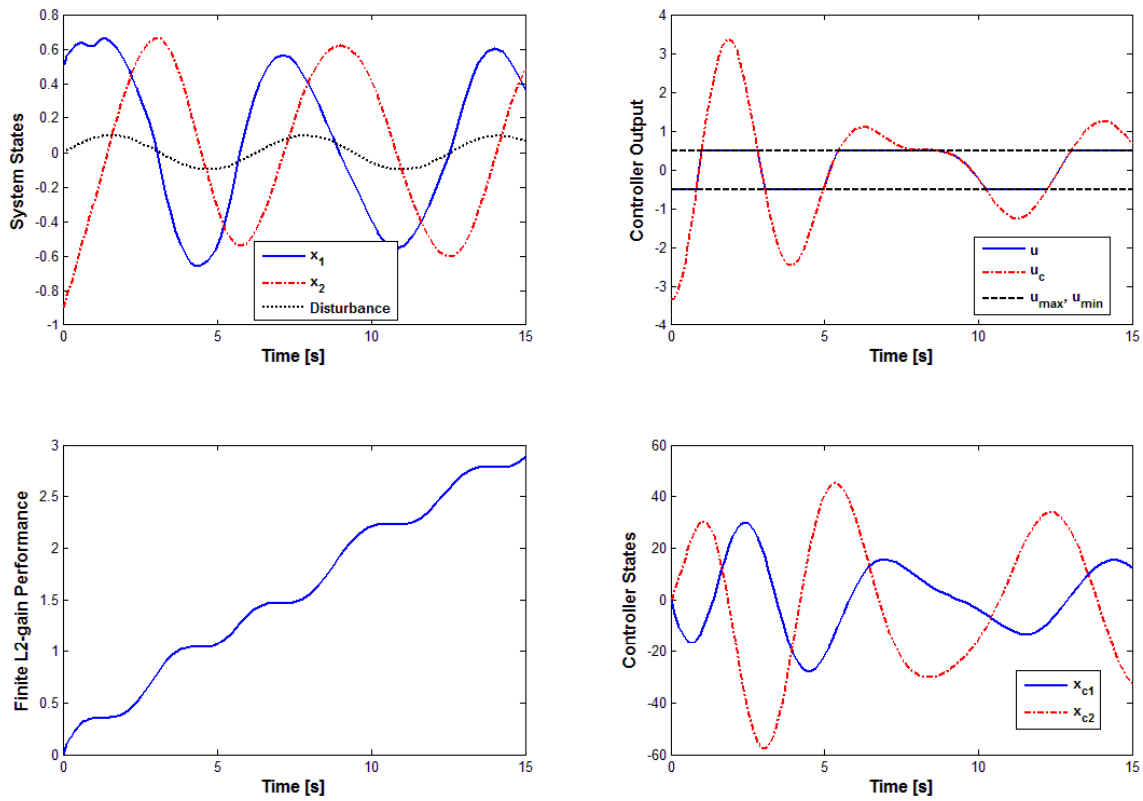 System States
0.8
0.6
0.4
0.2
0
-0.2
-0.4
-0.6
-0.8
-1
x1
x2
Disturbance
0 5 10 15
Time [s]
Controller Output
4
3
2
1
0
-1
-2
-3
-4
u
uc
umax, umin
0 5 10 15
Time [s]
Finite L2-gain Performance
3
2.5
2
1.5
1
0.5
0
0 5 10 15
Time [s]
Controller States
60
40
20
0
-20
-40
-60
xc1
xc2
0 5 10 15
Time [s]